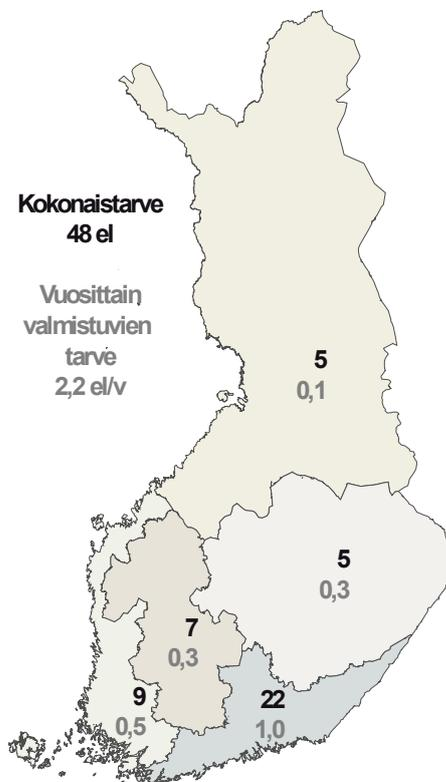 Kokonaistarve
48 el
Vuosittain
valmistuvien
tarve
2,2 el/v
5
0,1
5
0,3
7
0,3
9
0,5
22
1,0